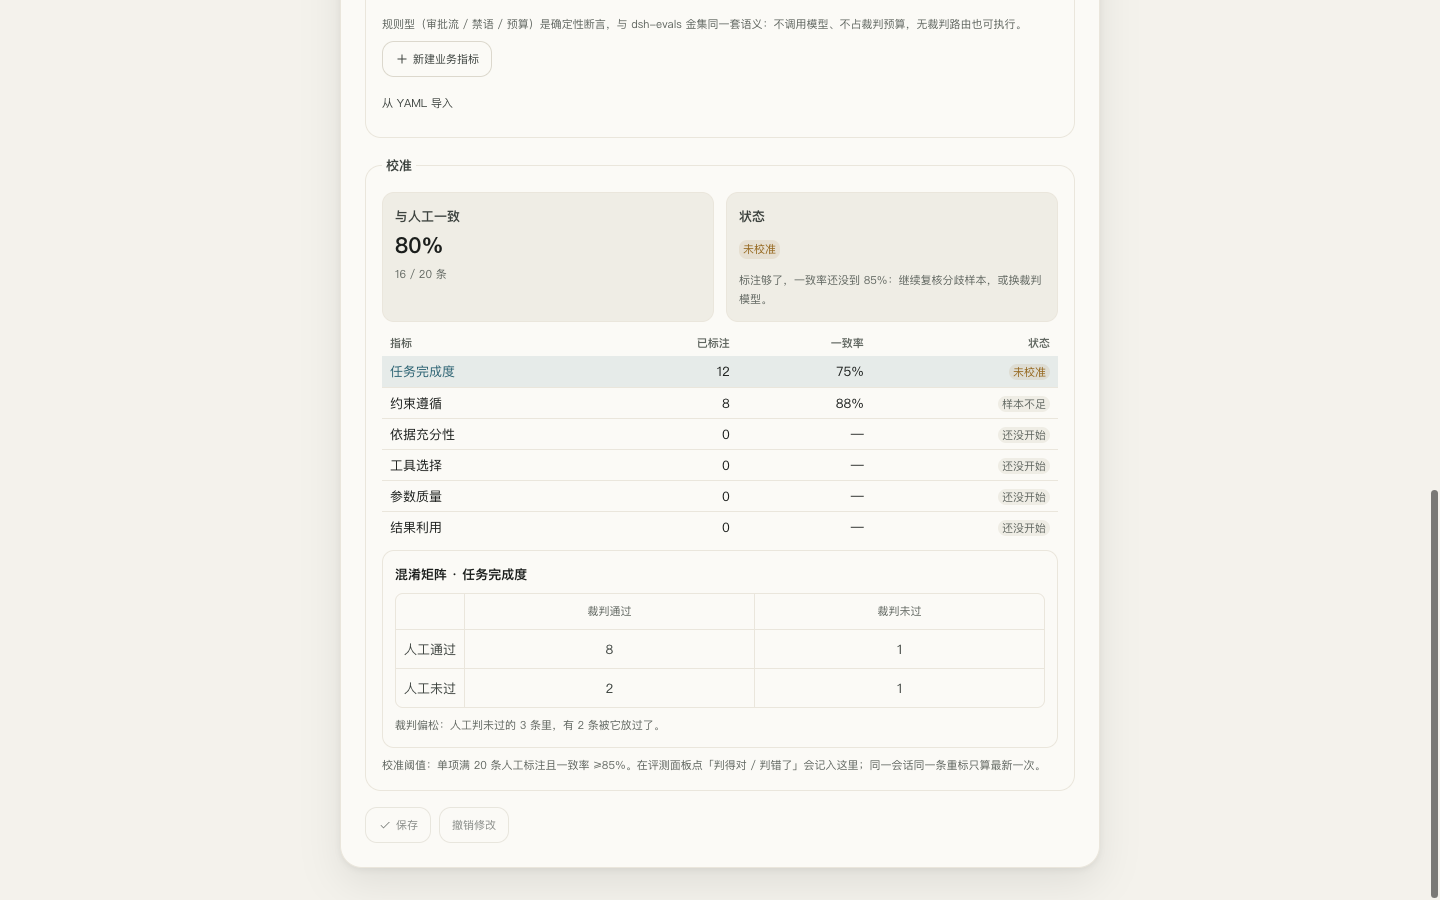 规则型（审批流 / 禁语 / 预算）是确定性断言，与 dsh-evals 金集同一套语义：不调用模型、不占裁判预算，无裁判路由也可执行。
新建业务指标
从 YAML 导入
校准
与人工一致
80%
16 / 20 条
状态
未校准
标注够了，一致率还没到 85%：继续复核分歧样本，或换裁判
模型。
指标 已标注 一致率 状态
任务完成度 12 75% 未校准
约束遵循 8 88% 样本不足
依据充分性 0 — 还没开始
工具选择 0 — 还没开始
参数质量 0 — 还没开始
结果利用 0 — 还没开始
混淆矩阵 · 任务完成度
裁判通过 裁判未过
人工通过 8 1
人工未过 2 1
裁判偏松：人工判未过的 3 条里，有 2 条被它放过了。
校准阈值：单项满 20 条人工标注且一致率 ≥85%。在评测面板点「判得对 / 判错了」会记入这里；同一会话同一条重标只算最新一次。
保存 撤销修改